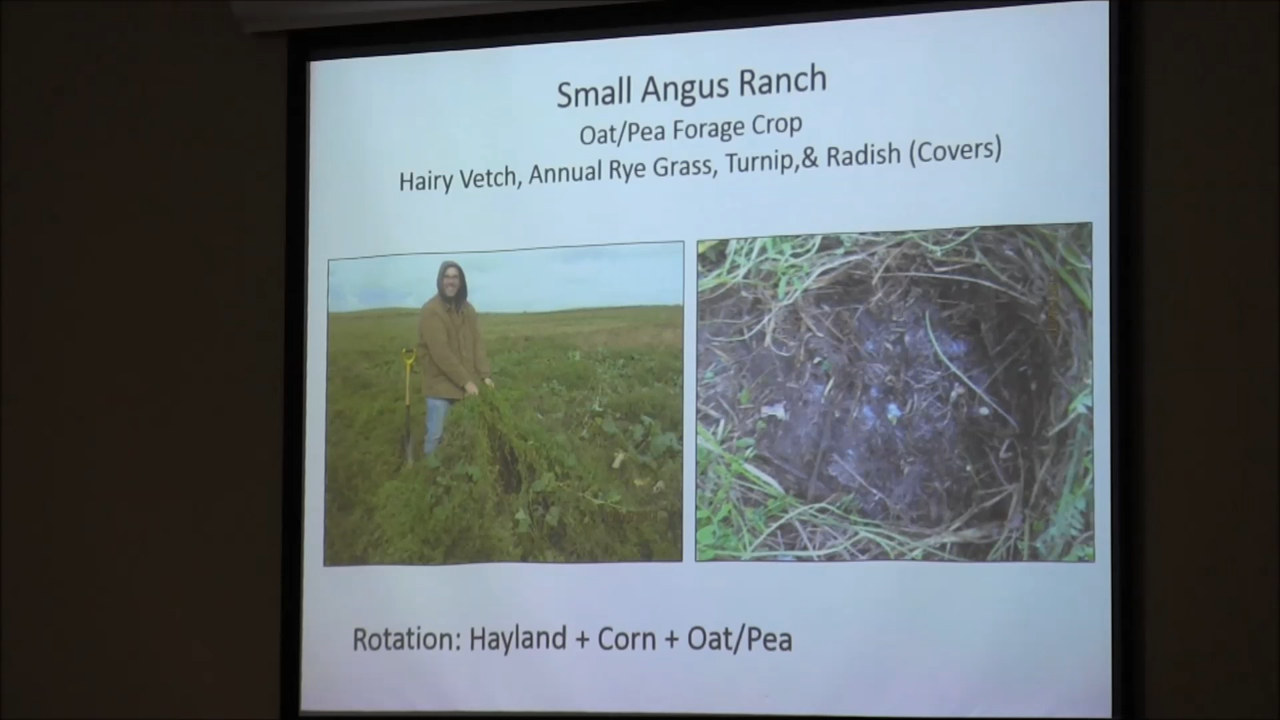 Small Angus Ranch
Oat/Pea Forage Crop
Hairy Vetch, Annual Rye Grass, Turnip,& Radish (Covers)
Rotation: Hayland + Corn + Oat/Pea